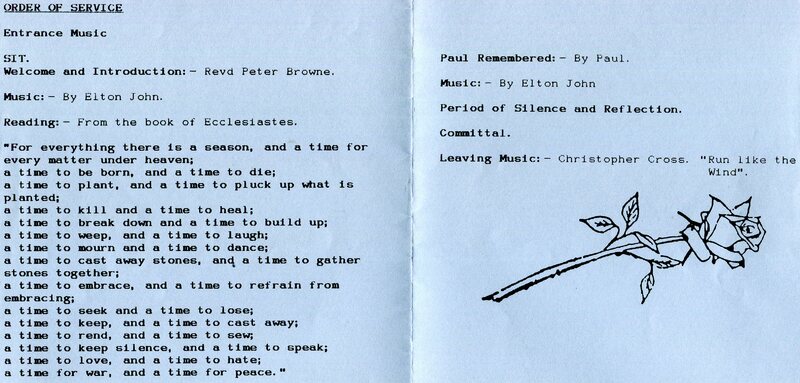 ORDER OF SERVICE
Entrance Music
SIT.
Welcome and Introduction:- Revd Peter Browne.
Music:- By Elton John.
Reading:- From the book of Ecclesiastes.
"For everything there is a season, and a time for
every matter under heaven;
a time to be born, and a time to die;
a time to plant, and a time to pluck up what is
planted;
a time to kill and a time to heal;
a time to break down and a time to build up;
a time to weep, and a time to laugh;
a time to mourn and a time to dance;
a time to cast away stones, and a time to gather
stones together;
a time to embrace, and a time to refrain from
embracing;
a time to seek and a time to lose;
a time to keep, and a time to cast away;
a time to rend, and a time to sew;
a time to keep silence, and a time to speak;
a time to love, and a time to hate;
a time for war, and a time for peace."
Paul Remembered:- By Paul.
Music:- By Elton John
Period of Silence and Reflection.
Committal.
Leaving Music:- Christopher Cross. "Run like the
Wind".